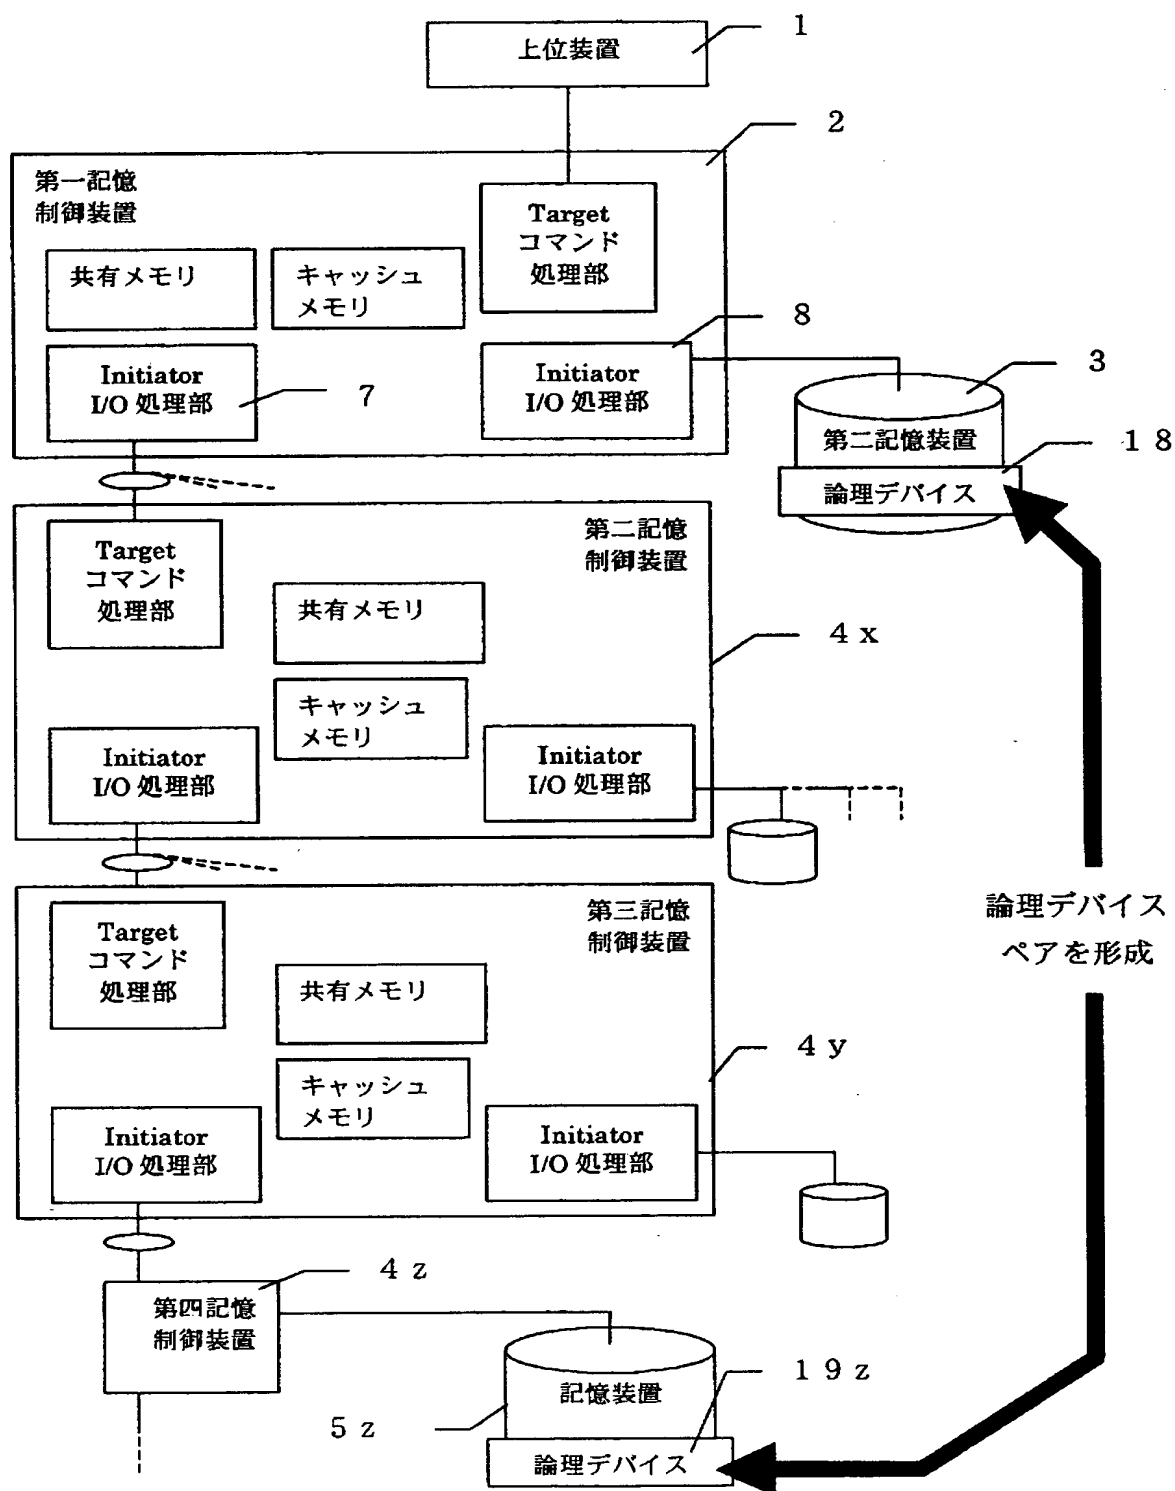 1
上位装置
2
第一記憶
制御装置
Target
コマンド
処理部
共有メモリ
キャッシュ
メモリ
8
Initiator
I/O 処理部
7
Initiator
I/O 処理部
3
第二記憶装置
18
論理デバイス
第二記憶
制御装置
Target
コマンド
処理部
共有メモリ
4x
キャッシュ
メモリ
Initiator
I/O 処理部
Initiator
I/O 処理部
第三記憶
制御装置
Target
コマンド
処理部
論理デバイス
ペアを形成
共有メモリ
4y
キャッシュ
メモリ
Initiator
I/O 処理部
Initiator
I/O 処理部
4z
第四記憶
制御装置
記憶装置
19z
5z
論理デバイス